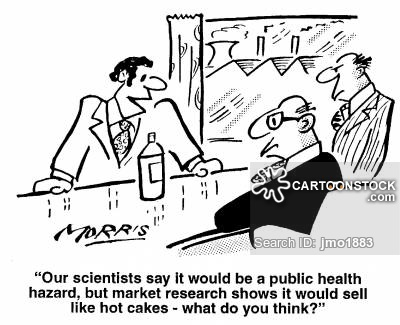 CARTOONSTOCK
.com
Search ID: jmo1883
MORRIS
“Our scientists say it would be a public health
hazard, but market research shows it would sell
like hot cakes - what do you think?”